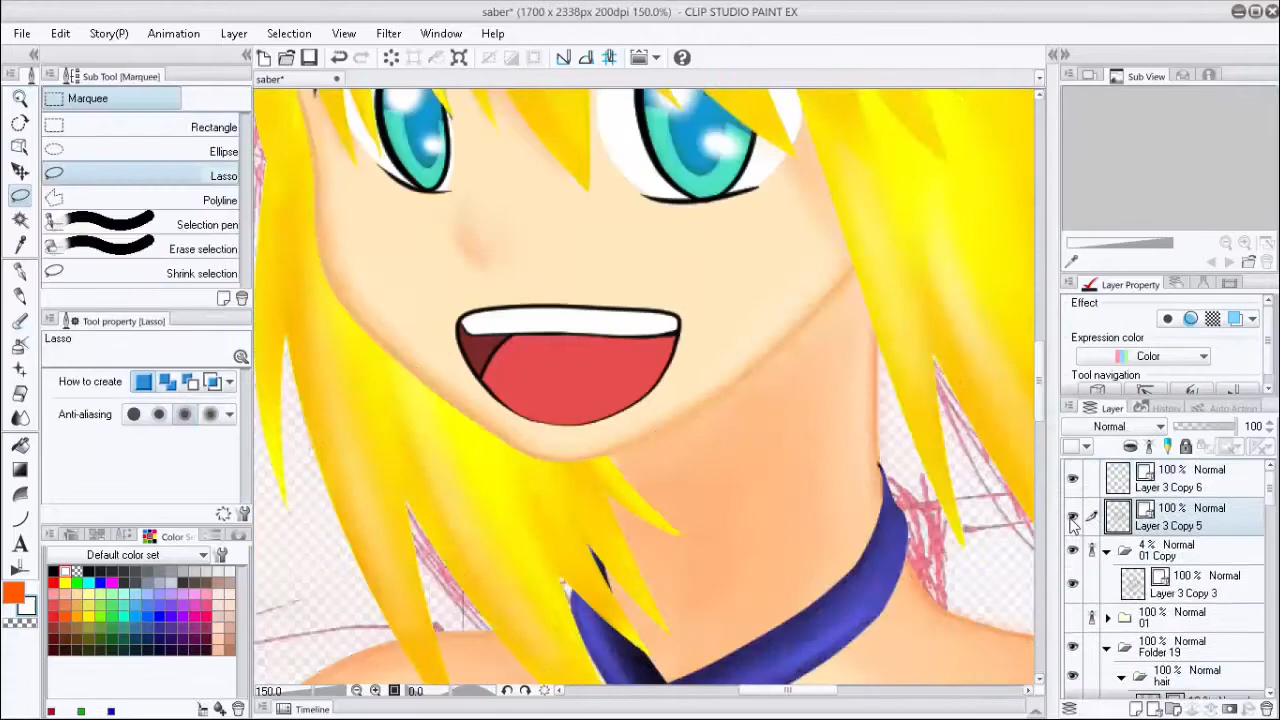 saber* (1700 x 2338px 200dpi 150.0%) - CLIP STUDIO PAINT EX
File Edit Story(P) Animation Layer Selection View Filter Window Help
saber*
Sub Tool [Marquee]
Marquee
Rectangle
Ellipse
Lasso
Polyline
Selection pen
Erase selection
Shrink selection
Tool property [Lasso]
Lasso
How to create
Anti-aliasing
Color Se
Default color set
150.0
0.0
Timeline
Sub View
Layer Property
Effect
Expression color
Color
Tool navigation
Layer History Auto Action
Normal 100
100 % Normal
Layer 3 Copy 6
100 % Normal
Layer 3 Copy 5
4 % Normal
01 Copy
100 % Normal
Layer 3 Copy 3
100 % Normal
01
100 % Normal
Folder 19
100 % Normal
hair